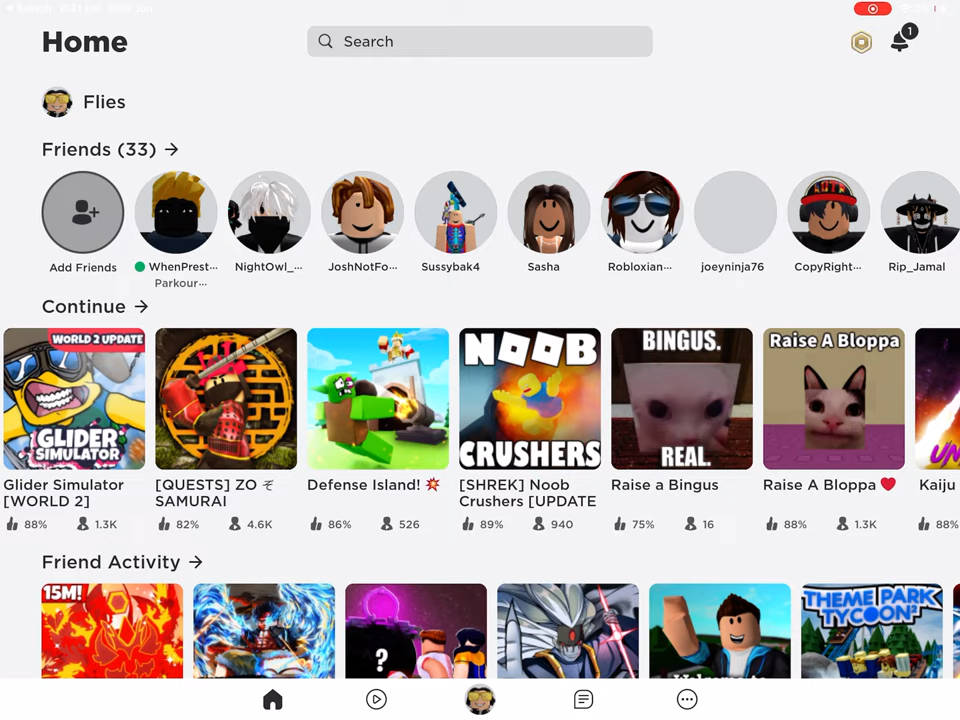 Home
Search
1
Flies
Friends (33) →
Add Friends
WhenPrest...
Parkour...
NightOwl_...
JoshNotFo...
Sussybak4
Sasha
Robloxian...
joeyninja76
CopyRight...
Rip_Jamal
Continue →
WORLD 2 UPDATE
GLIDER
SIMULATOR
NOOB
CRUSHERS
BINGUS.
REAL.
Raise A Bloppa
Glider Simulator
[WORLD 2]
88% 1.3K
[QUESTS] ZO ぞ
SAMURAI
82% 4.6K
Defense Island! 💥
86% 526
[SHREK] Noob
Crushers [UPDATE
89% 940
Raise a Bingus
75% 16
Raise A Bloppa ❤️
88% 1.3K
Kaiju
88%
Friend Activity →
15M!
?
THEME PARK
TYCOON 2